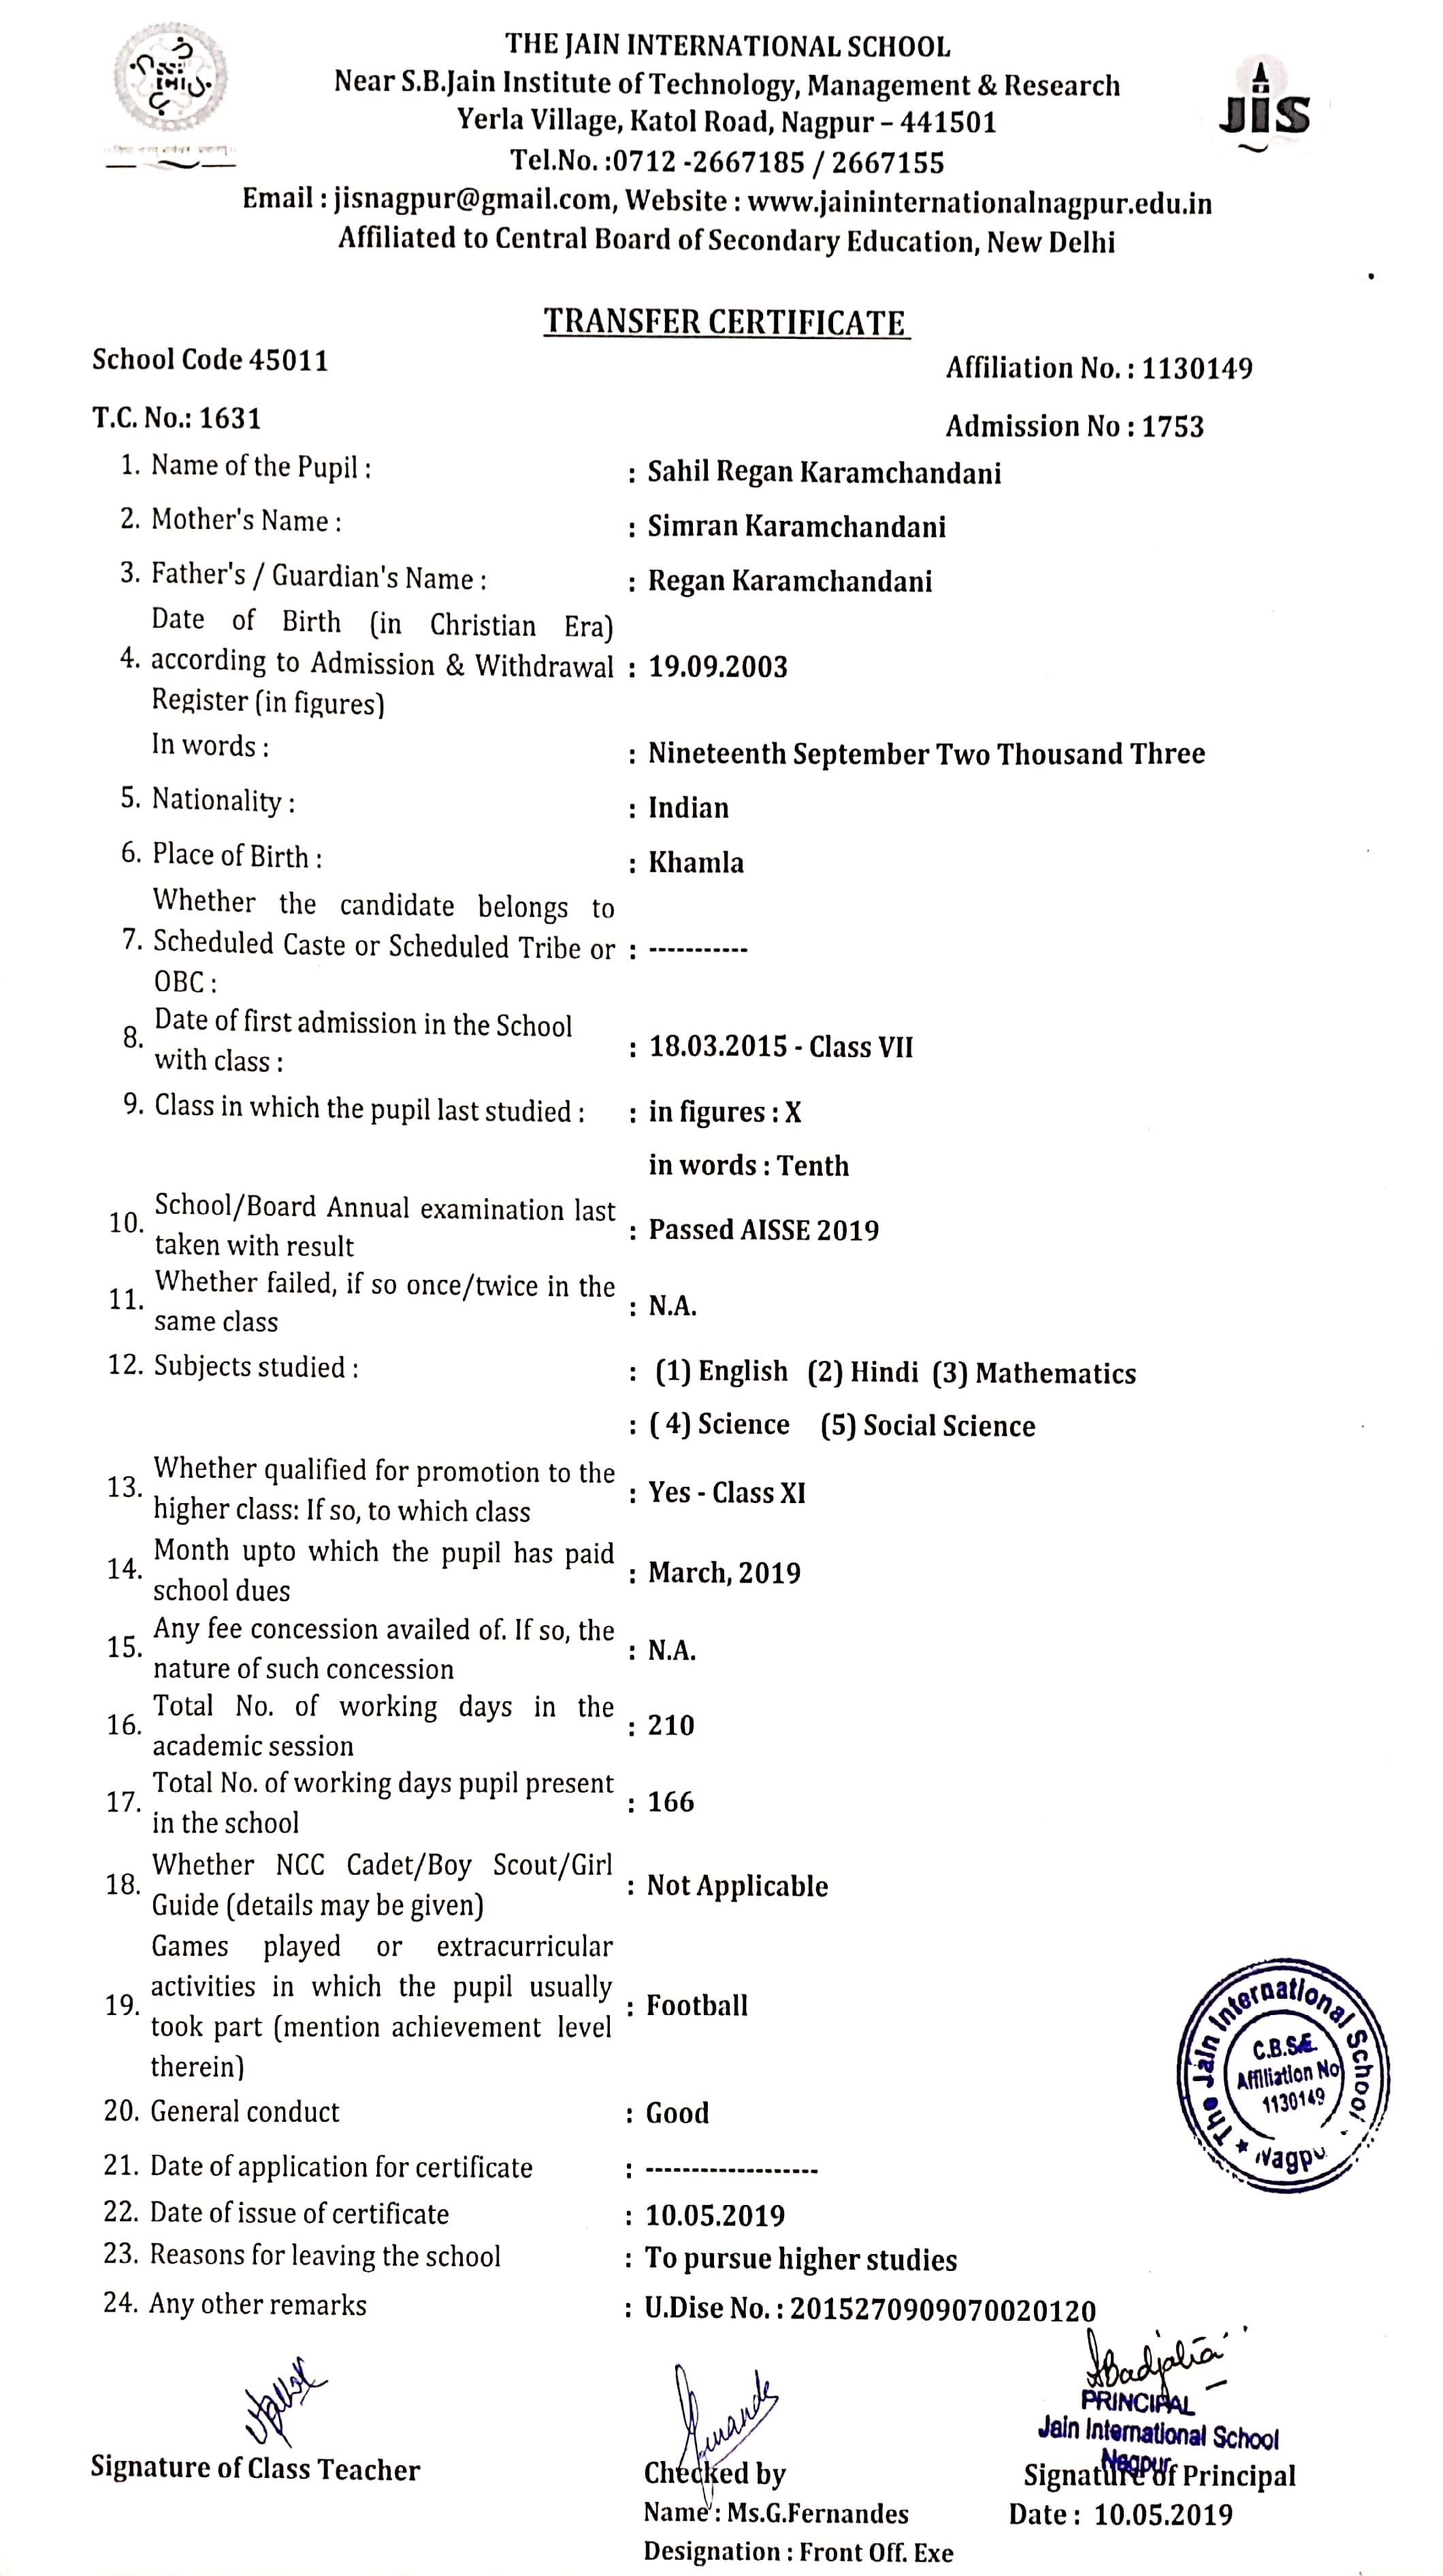 THE JAIN INTERNATIONAL SCHOOL
Near S.B.Jain Institute of Technology, Management & Research
Yerla Village, Katol Road, Nagpur – 441501
Tel.No. :0712 -2667185 / 2667155
Email : jisnagpur@gmail.com, Website : www.jaininternationalnagpur.edu.in
Affiliated to Central Board of Secondary Education, New Delhi
JIS
TRANSFER CERTIFICATE
School Code 45011
Affiliation No. : 1130149
T.C. No.: 1631
Admission No : 1753
1. Name of the Pupil : : Sahil Regan Karamchandani
2. Mother's Name : : Simran Karamchandani
3. Father's / Guardian's Name : : Regan Karamchandani
Date of Birth (in Christian Era)
4. according to Admission & Withdrawal : 19.09.2003
Register (in figures)
In words : : Nineteenth September Two Thousand Three
5. Nationality : : Indian
6. Place of Birth : : Khamla
Whether the candidate belongs to
7. Scheduled Caste or Scheduled Tribe or : -----------
OBC :
8. Date of first admission in the School
with class : : 18.03.2015 - Class VII
9. Class in which the pupil last studied : : in figures : X
in words : Tenth
10. School/Board Annual examination last
taken with result : Passed AISSE 2019
11. Whether failed, if so once/twice in the
same class : N.A.
12. Subjects studied : : (1) English (2) Hindi (3) Mathematics
: ( 4) Science (5) Social Science
13. Whether qualified for promotion to the
higher class: If so, to which class : Yes - Class XI
14. Month upto which the pupil has paid
school dues : March, 2019
15. Any fee concession availed of. If so, the
nature of such concession : N.A.
16. Total No. of working days in the
academic session : 210
17. Total No. of working days pupil present
in the school : 166
18. Whether NCC Cadet/Boy Scout/Girl
Guide (details may be given) : Not Applicable
Games played or extracurricular
19. activities in which the pupil usually : Football
took part (mention achievement level
therein)
20. General conduct : Good
21. Date of application for certificate : -------------------
22. Date of issue of certificate : 10.05.2019
23. Reasons for leaving the school : To pursue higher studies
24. Any other remarks : U.Dise No. : 2015270909070020120
The Jain International School
C.B.S.E.
Affiliation No
1130149
PRINCIPAL
Jain International School
Nagpur
Signature of Class Teacher
Checked by
Signature of Principal
Name : Ms.G.Fernandes
Date : 10.05.2019
Designation : Front Off. Exe